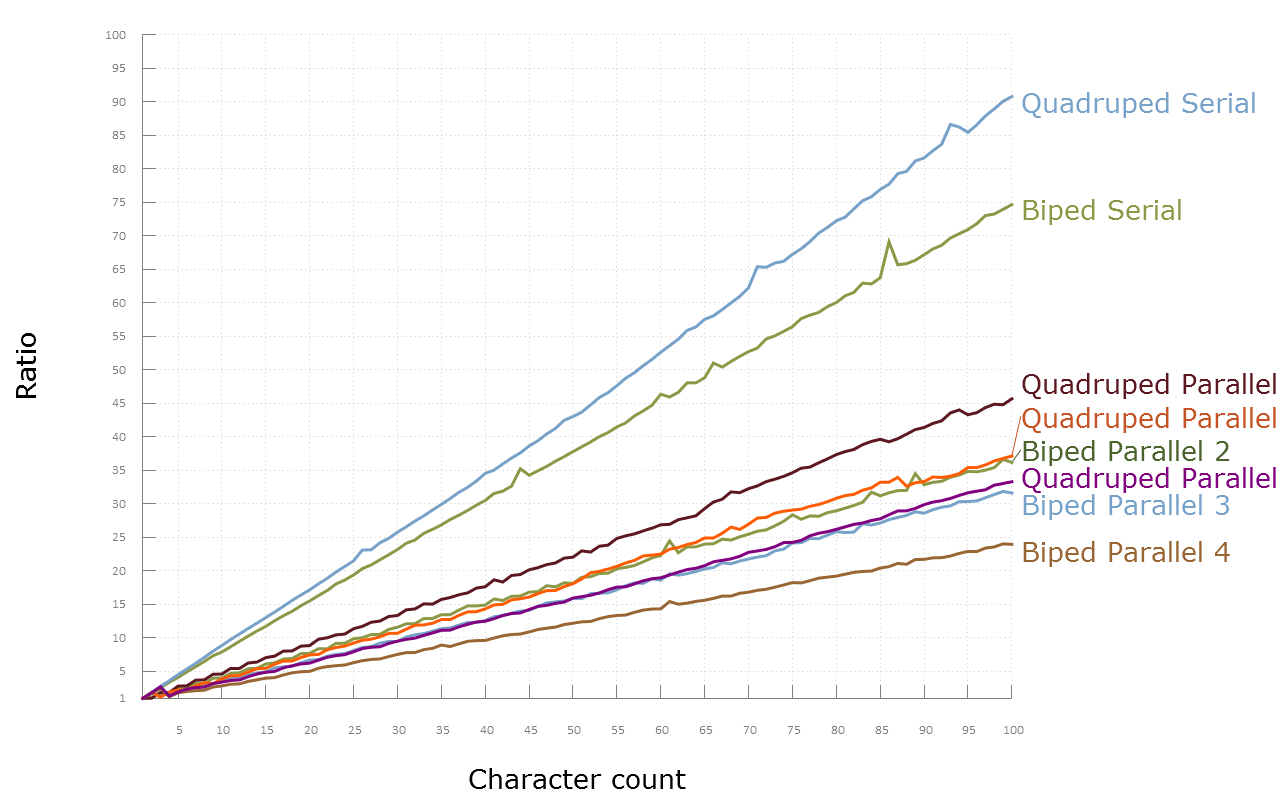 100
95
90
85
80
75
70
65
60
55
50
45
40
35
30
25
20
15
10
5
1
Ratio
Quadruped Serial
Biped Serial
Quadruped Parallel
Quadruped Parallel
Biped Parallel 2
Quadruped Parallel
Biped Parallel 3
Biped Parallel 4
5 10 15 20 25 30 35 40 45 50 55 60 65 70 75 80 85 90 95 100
Character count